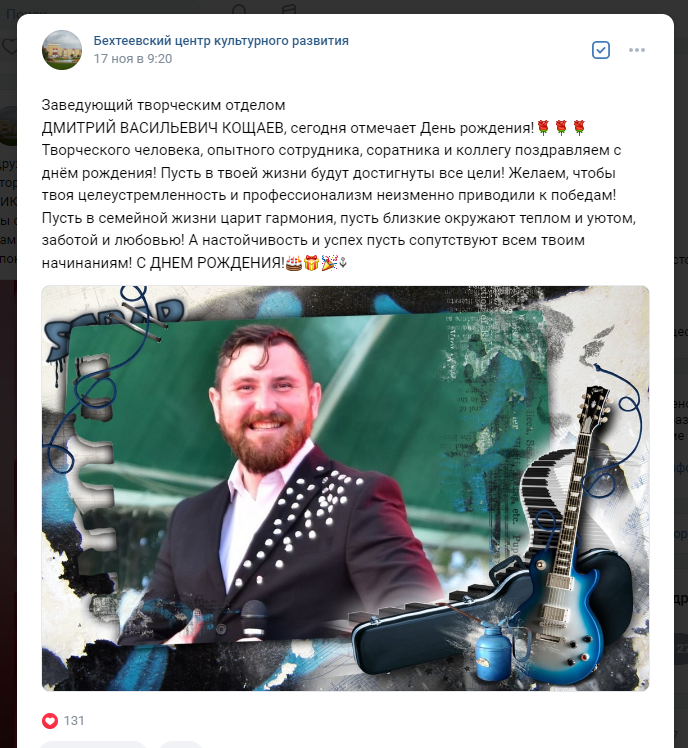 Бехтеевский центр культурного развития
17 ноя в 9:20
Заведующий творческим отделом
ДМИТРИЙ ВАСИЛЬЕВИЧ КОЩАЕВ, сегодня отмечает День рождения!🌹🌹🌹
Творческого человека, опытного сотрудника, соратника и коллегу поздравляем с
днём рождения! Пусть в твоей жизни будут достигнуты все цели! Желаем, чтобы
твоя целеустремленность и профессионализм неизменно приводили к победам!
Пусть в семейной жизни царит гармония, пусть близкие окружают теплом и уютом,
заботой и любовью! А настойчивость и успех пусть сопутствуют всем твоим
начинаниям! С ДНЕМ РОЖДЕНИЯ!🎂🎁🎉⚘
131